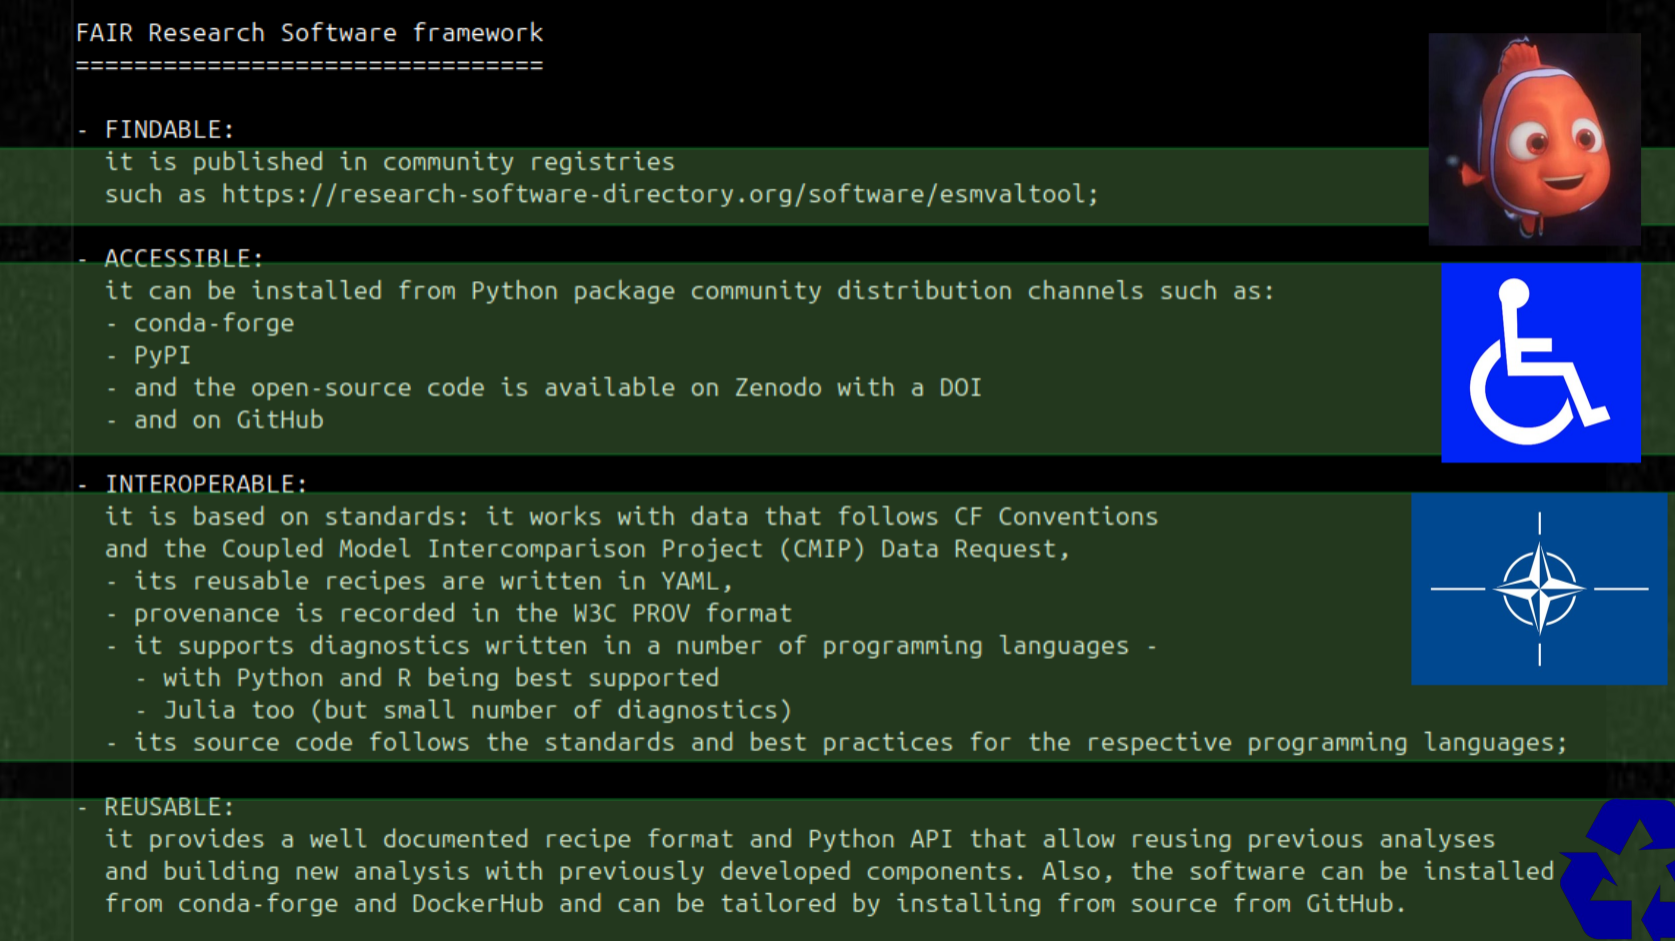 FAIR Research Software framework
================================
- FINDABLE:
it is published in community registries
such as https://research-software-directory.org/software/esmvaltool;
- ACCESSIBLE:
it can be installed from Python package community distribution channels such as:
- conda-forge
- PyPI
- and the open-source code is available on Zenodo with a DOI
- and on GitHub
- INTEROPERABLE:
it is based on standards: it works with data that follows CF Conventions
and the Coupled Model Intercomparison Project (CMIP) Data Request,
- its reusable recipes are written in YAML,
- provenance is recorded in the W3C PROV format
- it supports diagnostics written in a number of programming languages -
- with Python and R being best supported
- Julia too (but small number of diagnostics)
- its source code follows the standards and best practices for the respective programming languages;
- REUSABLE:
it provides a well documented recipe format and Python API that allow reusing previous analyses
and building new analysis with previously developed components. Also, the software can be installed
from conda-forge and DockerHub and can be tailored by installing from source from GitHub.